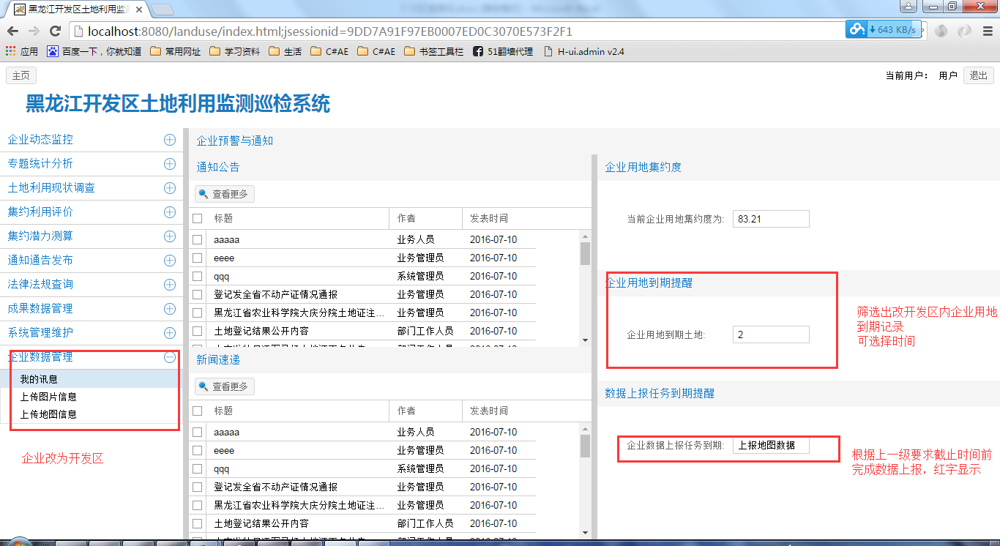 黑龙江开发区土地利用监测
localhost:8080/landuse/index.html;jsessionid=9DD7A91F97EB0007ED0C3070E573F2F1
643 KB/s
应用 百度一下，你就知道 常用网址 学习资料 生活 C#AE C#AE 书签工具栏 51翻墙代理 H-ui.admin v2.4
主页
当前用户： 用户 退出
黑龙江开发区土地利用监测巡检系统
企业动态监控
专题统计分析
土地利用现状调查
集约利用评价
集约潜力测算
通知通告发布
法律法规查询
成果数据管理
系统管理维护
企业数据管理
我的讯息
上传图片信息
上传地图信息
企业改为开发区
企业预警与通知
通知公告
查看更多
标题 作者 发表时间
aaaaa 业务人员 2016-07-10
eeee 业务管理员 2016-07-10
qqq 系统管理员 2016-07-10
登记发全省不动产证情况通报 业务管理员 2016-07-10
黑龙江省农业科学院大庆分院土地证注... 业务管理员 2016-07-10
土地登记结果公开内容 部门工作人员 2016-07-10
新闻速递
查看更多
标题 作者 发表时间
aaaaa 业务人员 2016-07-10
eeee 业务管理员 2016-07-10
qqq 系统管理员 2016-07-10
登记发全省不动产证情况通报 业务管理员 2016-07-10
黑龙江省农业科学院大庆分院土地证注... 业务管理员 2016-07-10
土地登记结果公开内容 部门工作人员 2016-07-10
企业用地集约度
当前企业用地集约度为: 83.21
企业用地到期提醒
企业用地到期土地: 2
筛选出改开发区内企业用地
到期记录
可选择时间
数据上报任务到期提醒
企业数据上报任务到期: 上报地图数据
根据上一级要求截止时间前
完成数据上报，红字显示